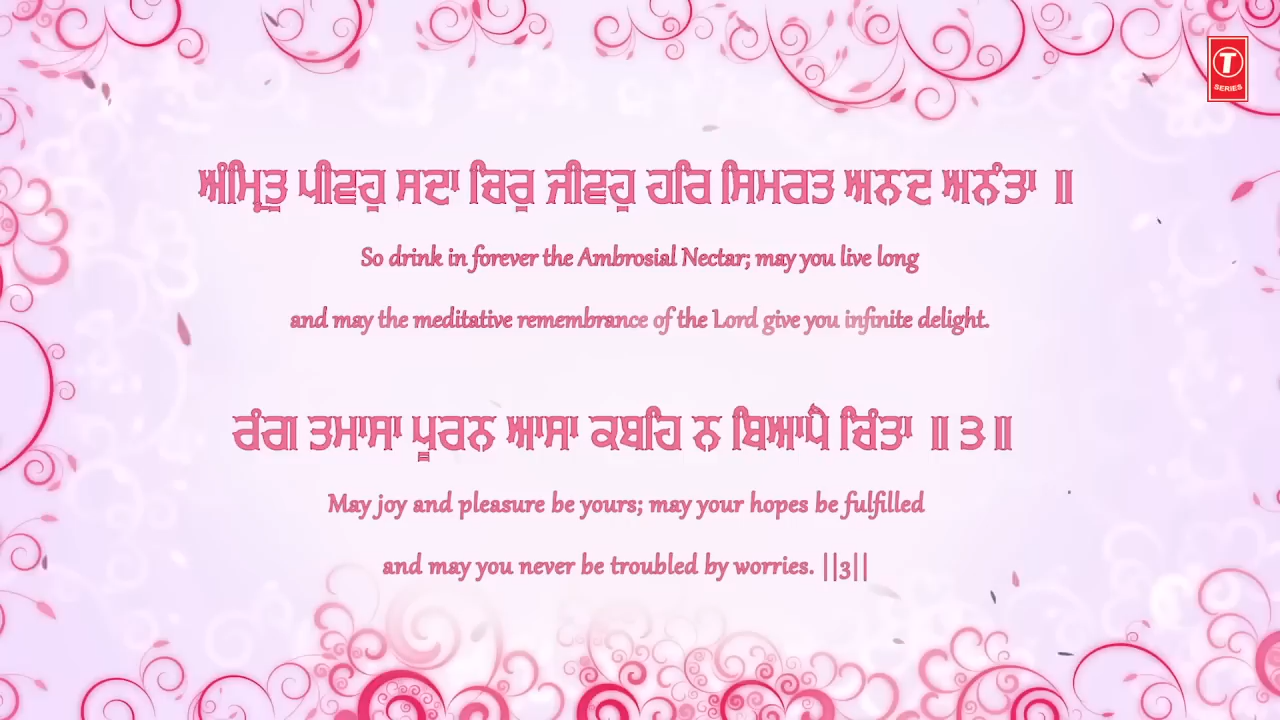 T
SERIES
ਅੰਮ੍ਰਿਤੁ ਪੀਵਹੁ ਸਦਾ ਚਿਰੁ ਜੀਵਹੁ ਹਰਿ ਸਿਮਰਤ ਅਨਦ ਅਨੰਤਾ ॥
So drink in forever the Ambrosial Nectar; may you live long
and may the meditative remembrance of the Lord give you infinite delight.
ਰੰਗ ਤਮਾਸਾ ਪੂਰਨ ਆਸਾ ਕਬਹਿ ਨ ਬਿਆਪੈ ਚਿੰਤਾ ॥੩॥
May joy and pleasure be yours; may your hopes be fulfilled
and may you never be troubled by worries. ||3||